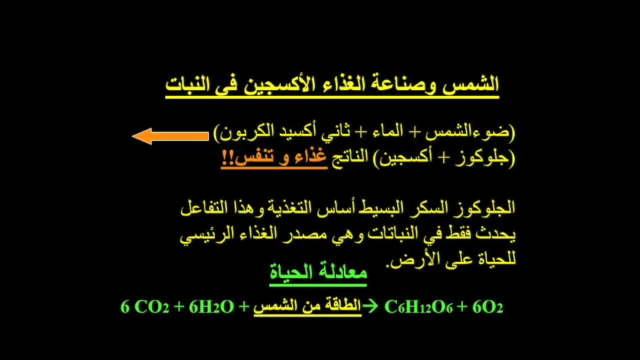 الشمس وصناعة الغذاء الأكسجين في النبات
(ضوءالشمس + الماء + ثاني أكسيد الكربون)
(جلوكوز + أكسجين) الناتج غذاء و تنفس!!
الجلوكوز السكر البسيط أساس التغذية وهذا التفاعل
يحدث فقط في النباتات وهي مصدر الغذاء الرئيسي
للحياة على الأرض.
معادلة الحياة
6 CO2 + 6H2O + الطاقة من الشمس → C6H12O6 + 6O2